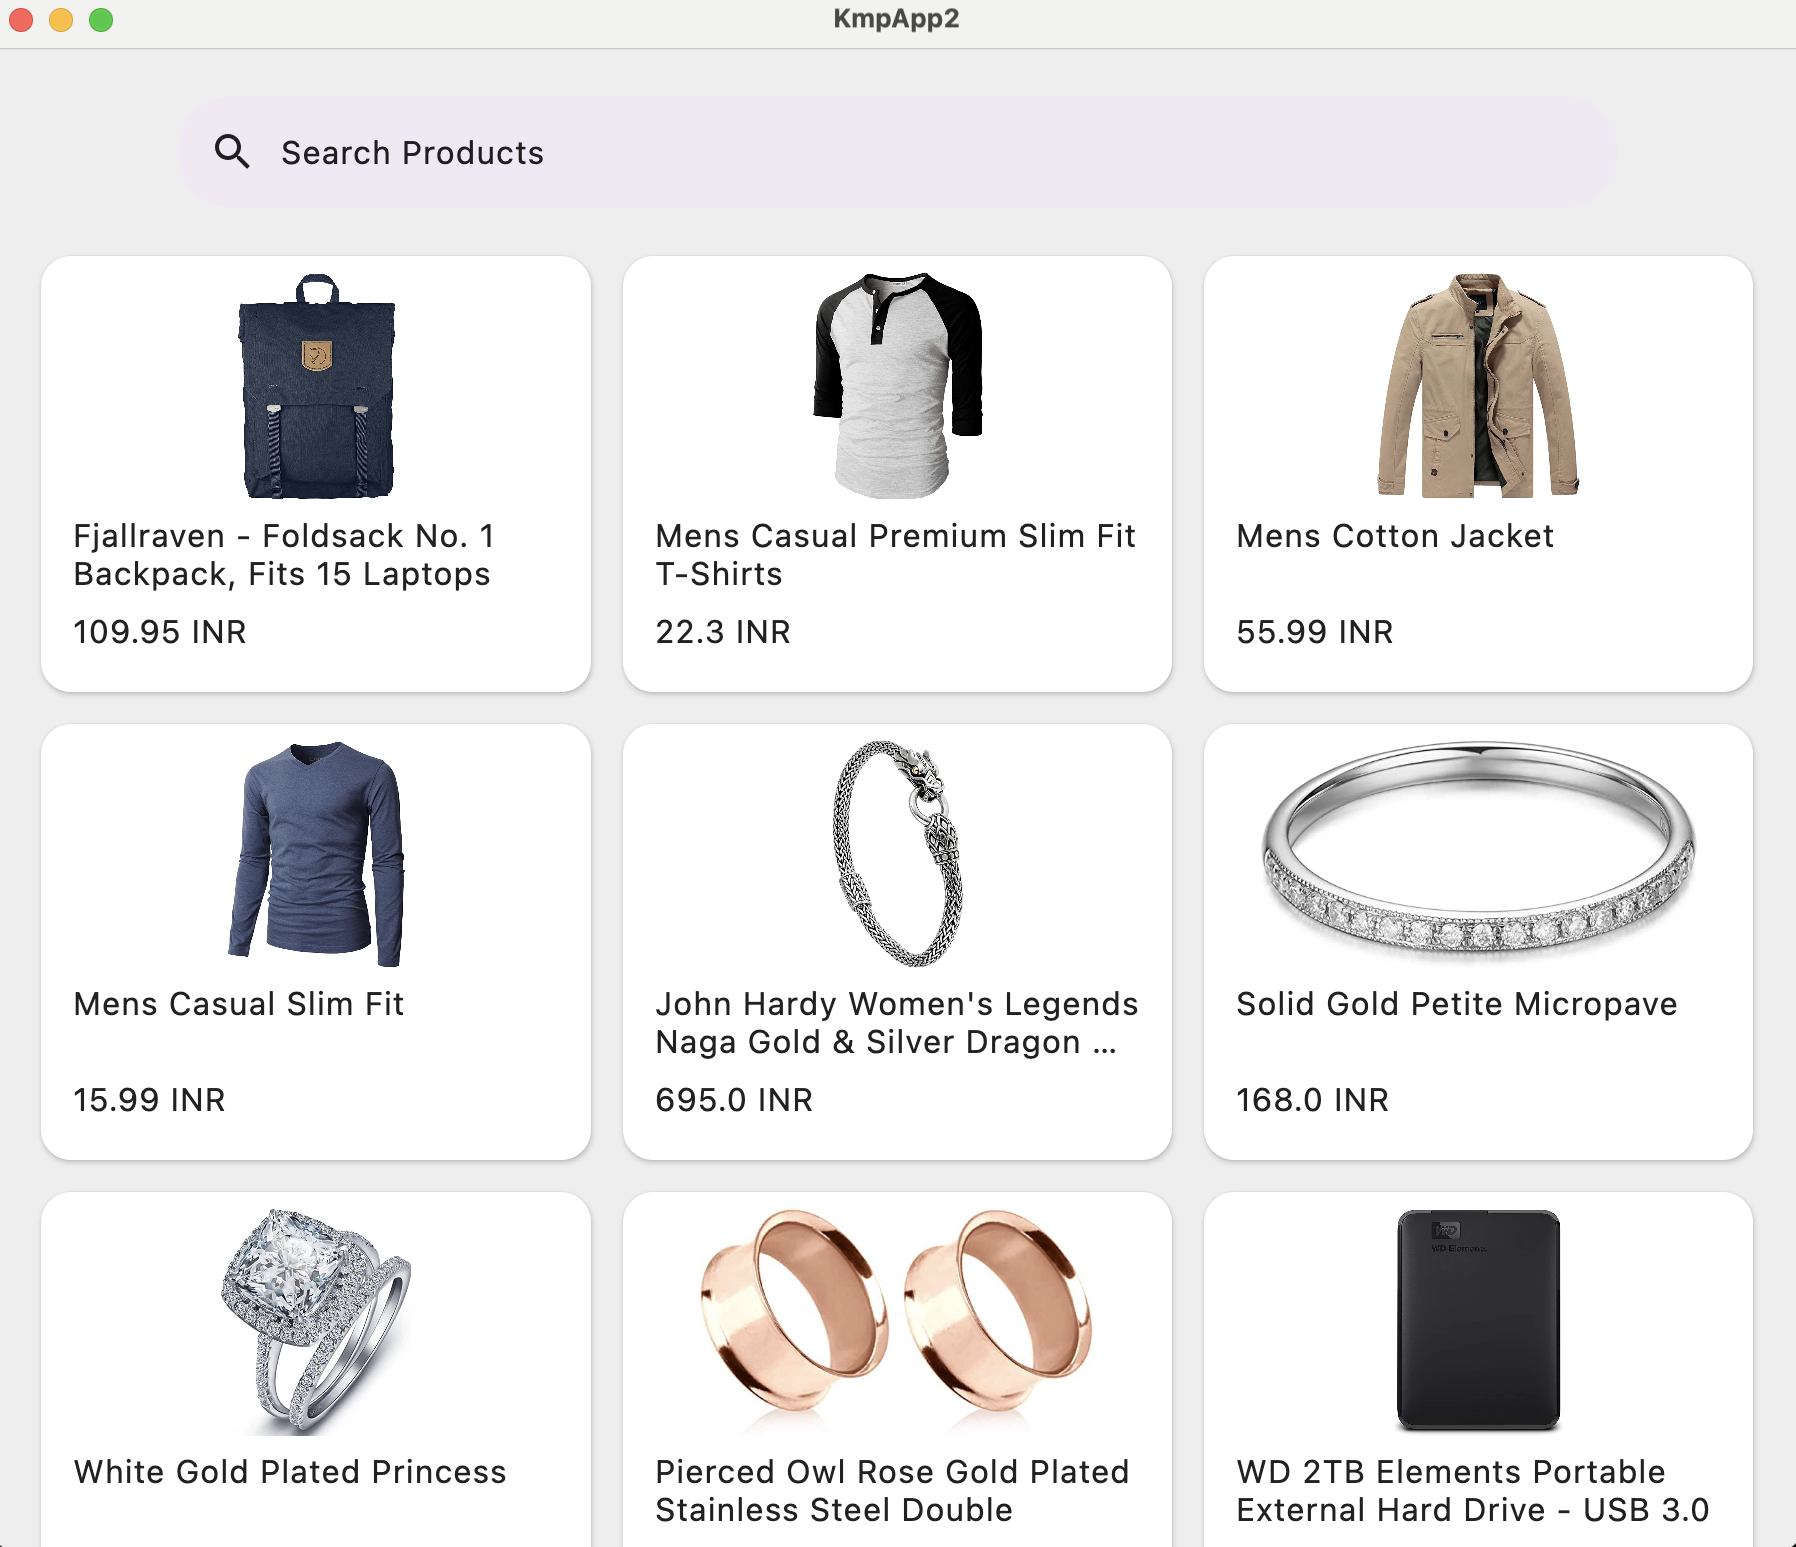 KmpApp2
Search Products
Fjallraven - Foldsack No. 1
Backpack, Fits 15 Laptops
109.95 INR
Mens Casual Premium Slim Fit
T-Shirts
22.3 INR
Mens Cotton Jacket
55.99 INR
Mens Casual Slim Fit
15.99 INR
John Hardy Women's Legends
Naga Gold & Silver Dragon ...
695.0 INR
Solid Gold Petite Micropave
168.0 INR
White Gold Plated Princess
Pierced Owl Rose Gold Plated
Stainless Steel Double
WD
WD Elements
WD 2TB Elements Portable
External Hard Drive - USB 3.0